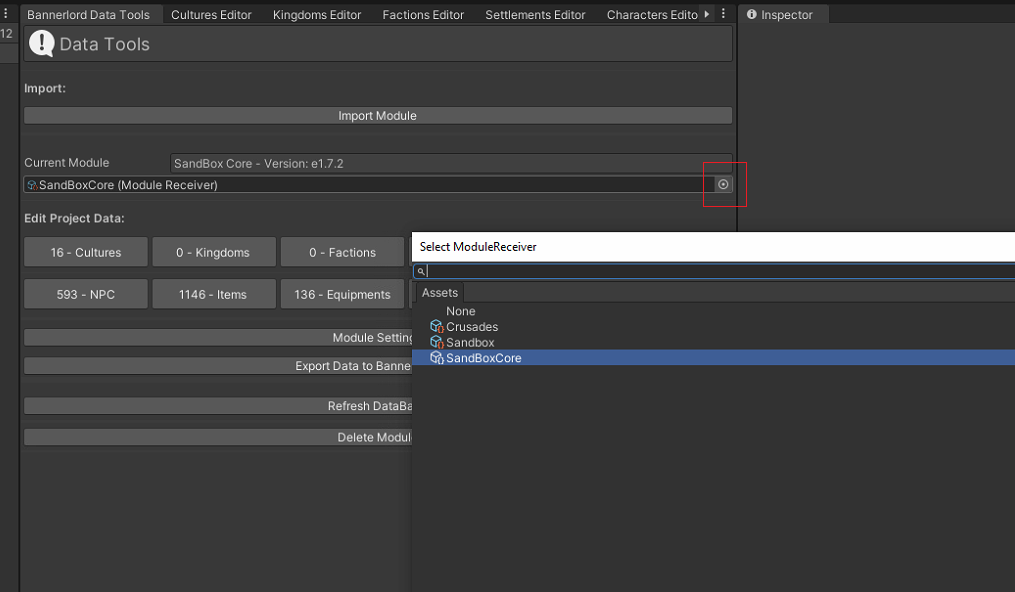 Bannerlord Data Tools Cultures Editor Kingdoms Editor Factions Editor Settlements Editor Characters Edito Inspector
12
Data Tools
Import:
Import Module
Current Module SandBox Core - Version: e1.7.2
SandBoxCore (Module Receiver)
Edit Project Data:
16 - Cultures 0 - Kingdoms 0 - Factions
593 - NPC 1146 - Items 136 - Equipments
Module Setting
Export Data to Banne
Refresh DataBa
Delete Modul
Select ModuleReceiver
Assets
None
Crusades
Sandbox
SandBoxCore